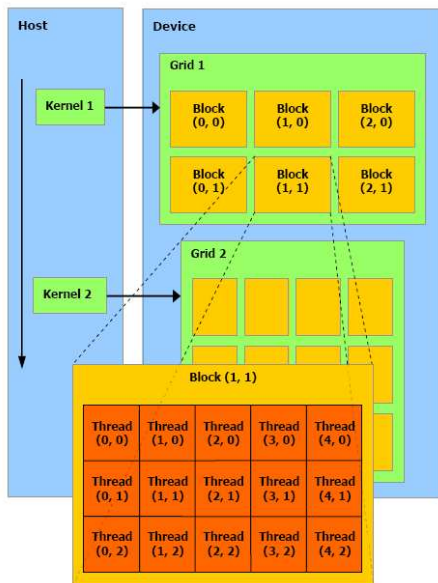 Host
Device
Grid 1
Kernel 1
Block
(0, 0)
Block
(1, 0)
Block
(2, 0)
Block
(0, 1)
Block
(1, 1)
Block
(2, 1)
Grid 2
Kernel 2
Block (1, 1)
Thread
(0, 0)
Thread
(1, 0)
Thread
(2, 0)
Thread
(3, 0)
Thread
(4, 0)
Thread
(0, 1)
Thread
(1, 1)
Thread
(2, 1)
Thread
(3, 1)
Thread
(4, 1)
Thread
(0, 2)
Thread
(1, 2)
Thread
(2, 2)
Thread
(3, 2)
Thread
(4, 2)